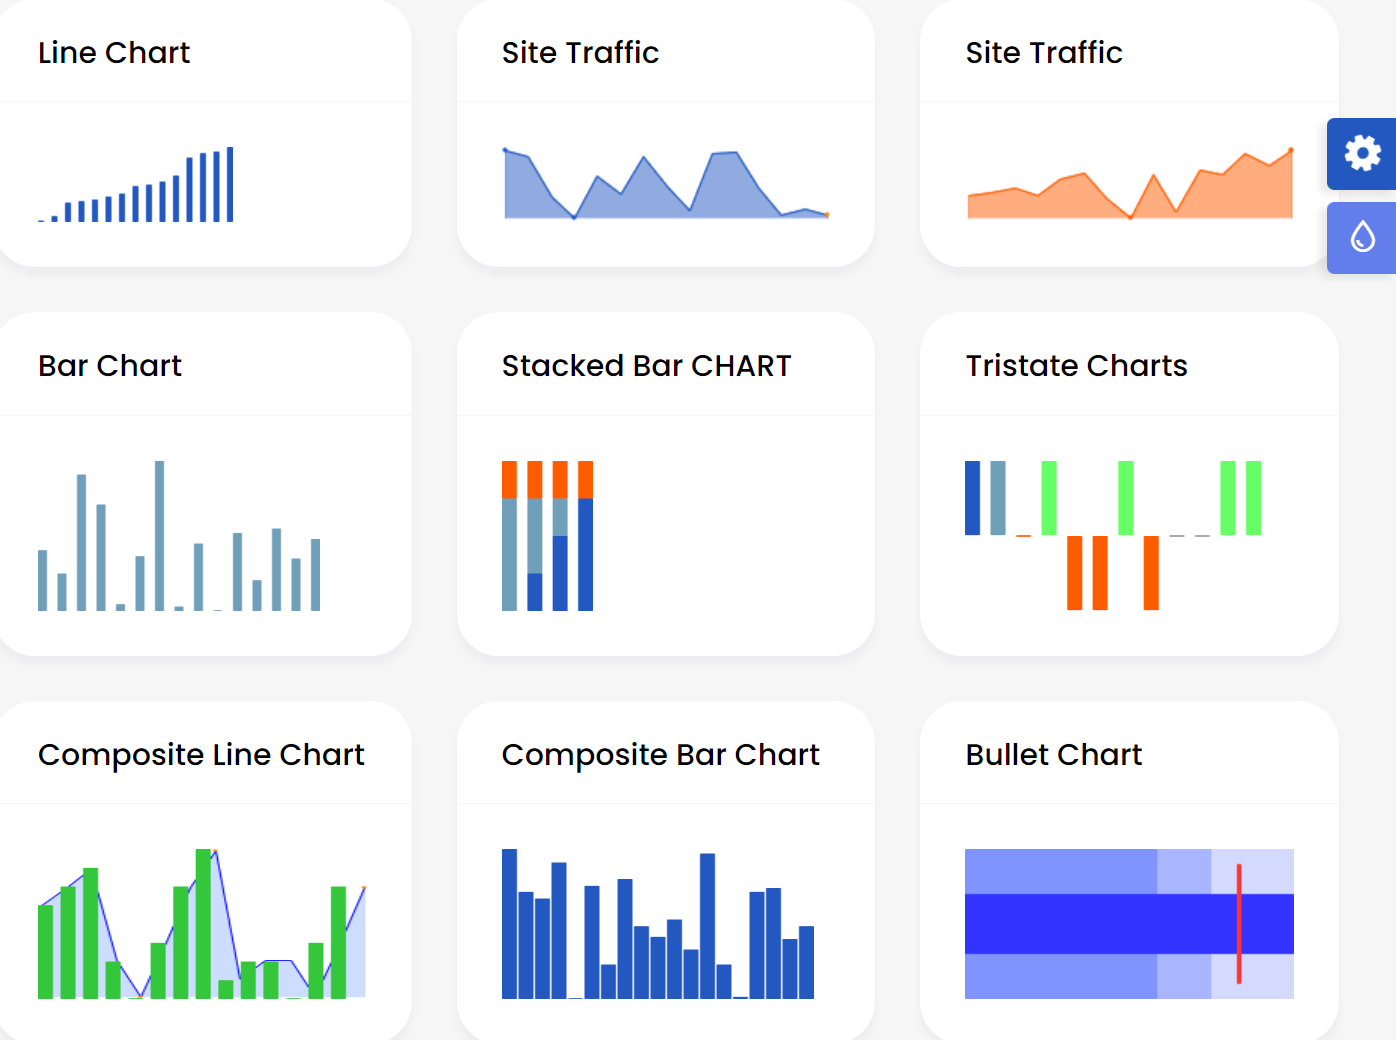 Line Chart
Site Traffic
Site Traffic
Bar Chart
Stacked Bar CHART
Tristate Charts
Composite Line Chart
Composite Bar Chart
Bullet Chart